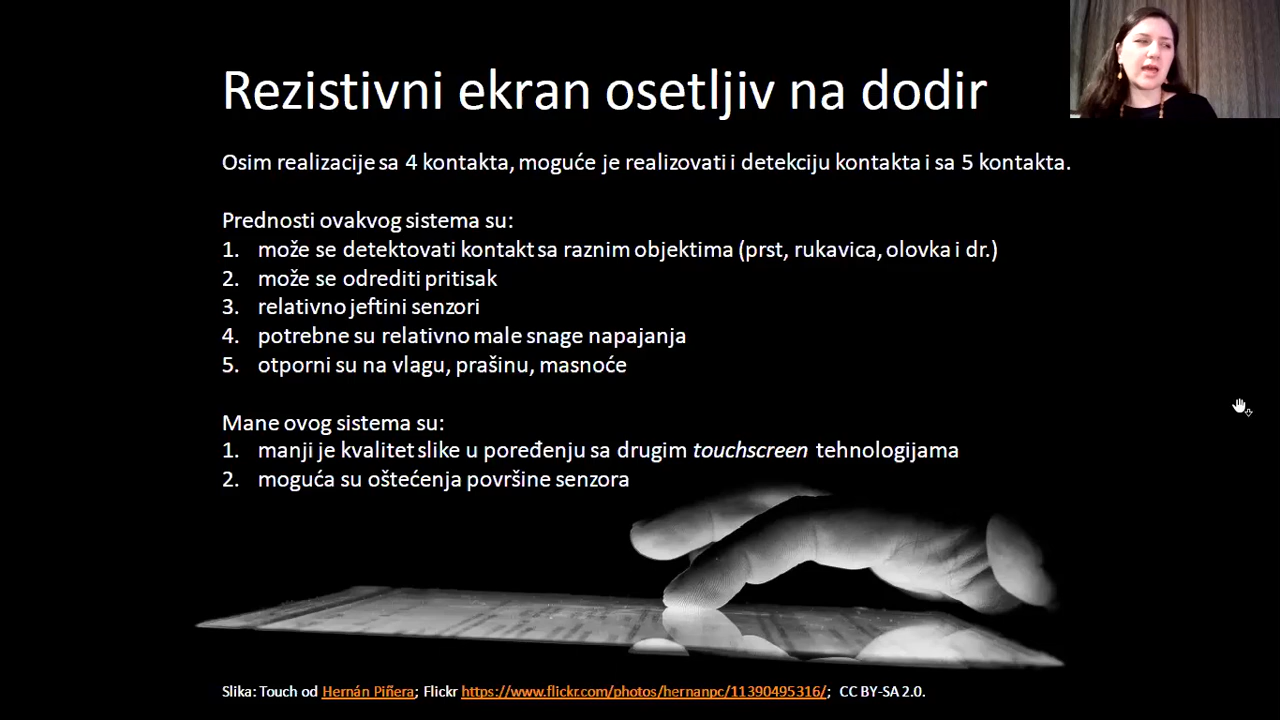 Rezistivni ekran osetljiv na dodir
Osim realizacije sa 4 kontakta, moguće je realizovati i detekciju kontakta i sa 5 kontakta.
Prednosti ovakvog sistema su:
1. može se detektovati kontakt sa raznim objektima (prst, rukavica, olovka i dr.)
2. može se odrediti pritisak
3. relativno jeftini senzori
4. potrebne su relativno male snage napajanja
5. otporni su na vlagu, prašinu, masnoće
Mane ovog sistema su:
1. manji je kvalitet slike u poređenju sa drugim touchscreen tehnologijama
2. moguća su oštećenja površine senzora
Slika: Touch od Hernán Piñera; Flickr https://www.flickr.com/photos/hernanpc/11390495316/; CC BY-SA 2.0.